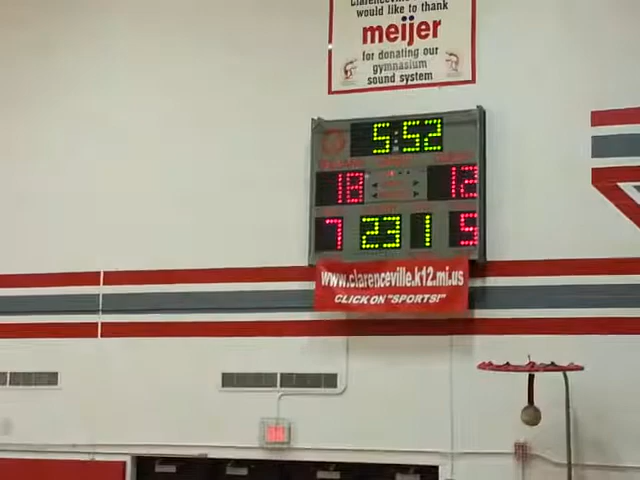 would like to thank
meijer
for donating our
gymnasium
sound system
5:52
18 12
7 23 1 5
www.clarenceville.k12.mi.us
CLICK ON "SPORTS!"